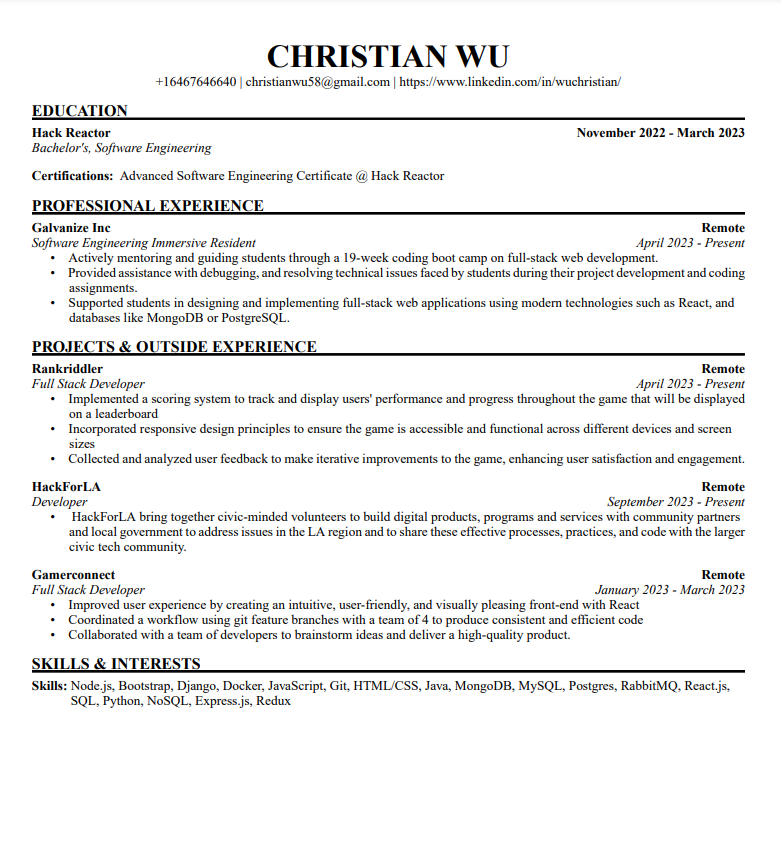 CHRISTIAN WU
+16467646640 | christianwu58@gmail.com | https://www.linkedin.com/in/wuchristian/
EDUCATION
Hack Reactor November 2022 - March 2023
Bachelor's, Software Engineering
Certifications: Advanced Software Engineering Certificate @ Hack Reactor
PROFESSIONAL EXPERIENCE
Galvanize Inc Remote
Software Engineering Immersive Resident April 2023 - Present
• Actively mentoring and guiding students through a 19-week coding boot camp on full-stack web development.
• Provided assistance with debugging, and resolving technical issues faced by students during their project development and coding
assignments.
• Supported students in designing and implementing full-stack web applications using modern technologies such as React, and
databases like MongoDB or PostgreSQL.
PROJECTS & OUTSIDE EXPERIENCE
Rankriddler Remote
Full Stack Developer April 2023 - Present
• Implemented a scoring system to track and display users' performance and progress throughout the game that will be displayed
on a leaderboard
• Incorporated responsive design principles to ensure the game is accessible and functional across different devices and screen
sizes
• Collected and analyzed user feedback to make iterative improvements to the game, enhancing user satisfaction and engagement.
HackForLA Remote
Developer September 2023 - Present
• HackForLA bring together civic-minded volunteers to build digital products, programs and services with community partners
and local government to address issues in the LA region and to share these effective processes, practices, and code with the larger
civic tech community.
Gamerconnect Remote
Full Stack Developer January 2023 - March 2023
• Improved user experience by creating an intuitive, user-friendly, and visually pleasing front-end with React
• Coordinated a workflow using git feature branches with a team of 4 to produce consistent and efficient code
• Collaborated with a team of developers to brainstorm ideas and deliver a high-quality product.
SKILLS & INTERESTS
Skills: Node.js, Bootstrap, Django, Docker, JavaScript, Git, HTML/CSS, Java, MongoDB, MySQL, Postgres, RabbitMQ, React.js,
SQL, Python, NoSQL, Express.js, Redux